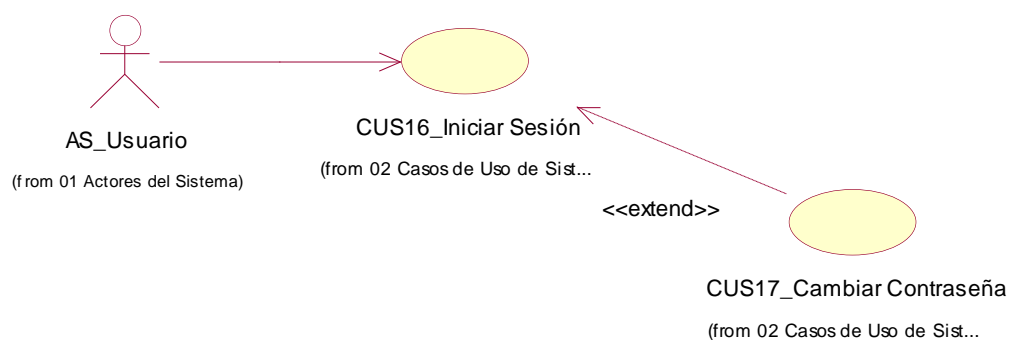 AS_Usuario
(from 01 Actores del Sistema)
CUS16_Iniciar Sesión
(from 02 Casos de Uso de Sist...
<<extend>>
CUS17_Cambiar Contraseña
(from 02 Casos de Uso de Sist...